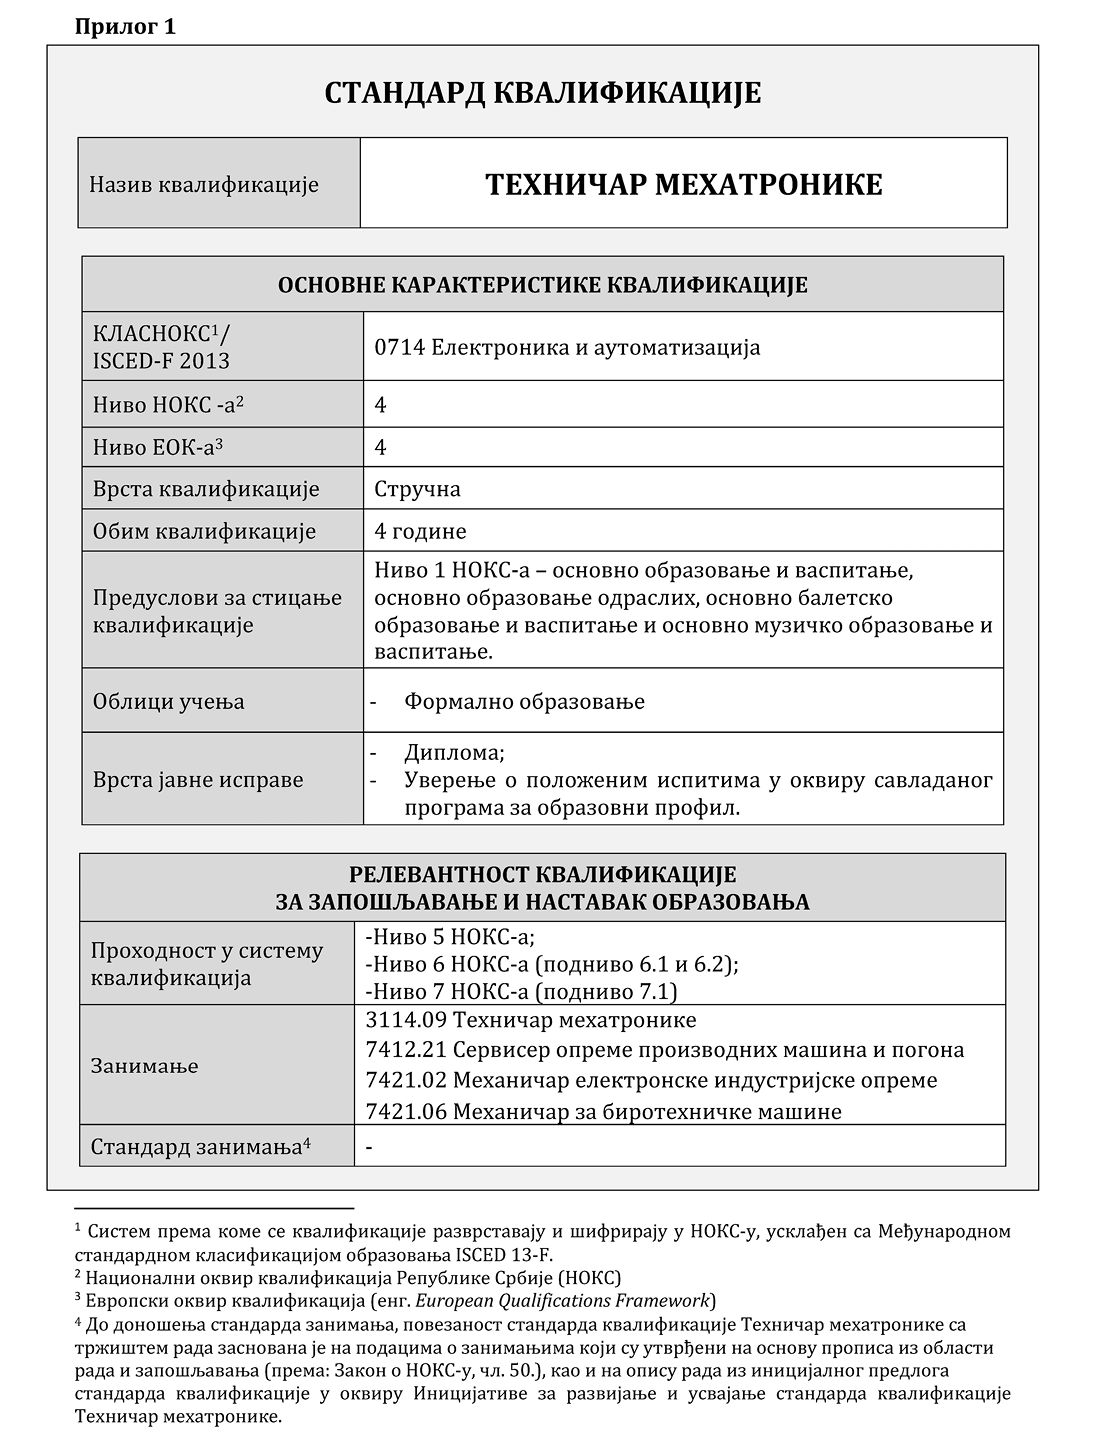 Прилог 1
СТАНДАРД КВАЛИФИКАЦИЈЕ
Назив квалификације
ТЕХНИЧАР МЕХАТРОНИКЕ
ОСНОВНЕ КАРАКТЕРИСТИКЕ КВАЛИФИКАЦИЈЕ
КЛАСНОКС¹/
ISCED-F 2013
0714 Електроника и аутоматизација
Ниво НОКС -а²
4
Ниво ЕОК-а³
4
Врста квалификације
Стручна
Обим квалификације
4 године
Предуслови за стицање
квалификације
Ниво 1 НОКС-а – основно образовање и васпитање,
основно образовање одраслих, основно балетско
образовање и васпитање и основно музичко образовање и
васпитање.
Облици учења
- Формално образовање
Врста јавне исправе
- Диплома;
- Уверење о положеним испитима у оквиру савладаног
програма за образовни профил.
РЕЛЕВАНТНОСТ КВАЛИФИКАЦИЈЕ
ЗА ЗАПОШЉАВАЊЕ И НАСТАВАК ОБРАЗОВАЊА
Проходност у систему
квалификација
-Ниво 5 НОКС-а;
-Ниво 6 НОКС-а (подниво 6.1 и 6.2);
-Ниво 7 НОКС-а (подниво 7.1)
Занимање
3114.09 Техничар мехатронике
7412.21 Сервисер опреме производних машина и погона
7421.02 Механичар електронске индустријске опреме
7421.06 Механичар за биротехничке машине
Стандард занимања⁴
-
¹ Систем према коме се квалификације разврставају и шифрирају у НОКС-у, усклађен са Међународном
стандардном класификацијом образовања ISCED 13-F.
² Национални оквир квалификација Републике Србије (НОКС)
³ Европски оквир квалификација (енг. European Qualifications Framework)
⁴ До доношења стандарда занимања, повезаност стандарда квалификације Техничар мехатронике са
тржиштем рада заснована је на подацима о занимањима који су утврђени на основу прописа из области
рада и запошљавања (према: Закон о НОКС-у, чл. 50.), као и на опису рада из иницијалног предлога
стандарда квалификације у оквиру Иницијативе за развијање и усвајање стандарда квалификације
Техничар мехатронике.